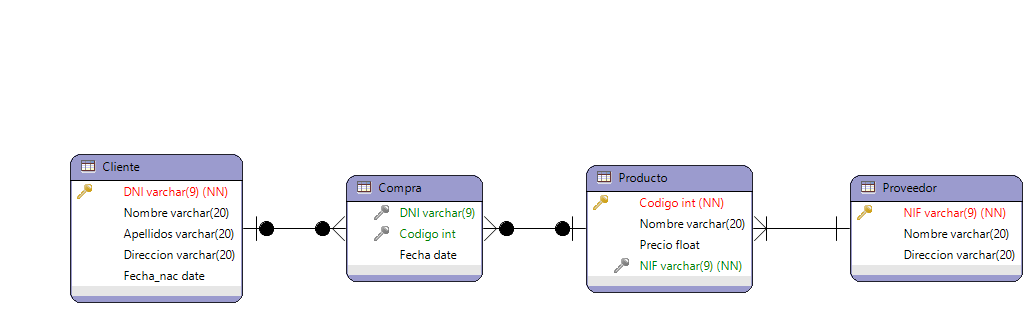 Cliente
DNI varchar(9) (NN)
Nombre varchar(20)
Apellidos varchar(20)
Direccion varchar(20)
Fecha_nac date
Compra
DNI varchar(9)
Codigo int
Fecha date
Producto
Codigo int (NN)
Nombre varchar(20)
Precio float
NIF varchar(9) (NN)
Proveedor
NIF varchar(9) (NN)
Nombre varchar(20)
Direccion varchar(20)